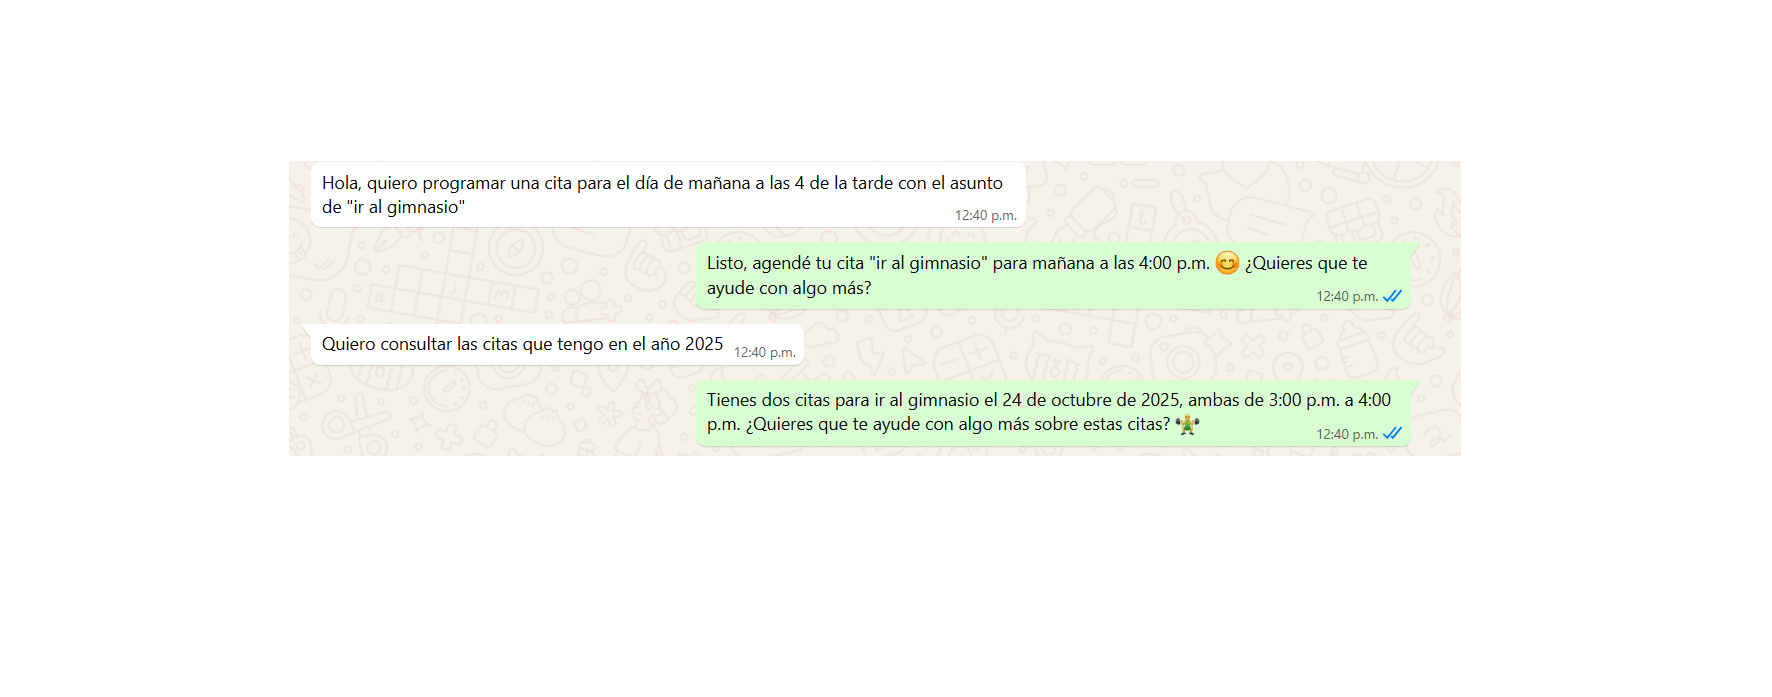 Hola, quiero programar una cita para el día de mañana a las 4 de la tarde con el asunto
de "ir al gimnasio"
12:40 p.m.
Listo, agendé tu cita "ir al gimnasio" para mañana a las 4:00 p.m. 😊 ¿Quieres que te
ayude con algo más?
12:40 p.m.
Quiero consultar las citas que tengo en el año 2025
12:40 p.m.
Tienes dos citas para ir al gimnasio el 24 de octubre de 2025, ambas de 3:00 p.m. a 4:00
p.m. ¿Quieres que te ayude con algo más sobre estas citas? 🏋️
12:40 p.m.